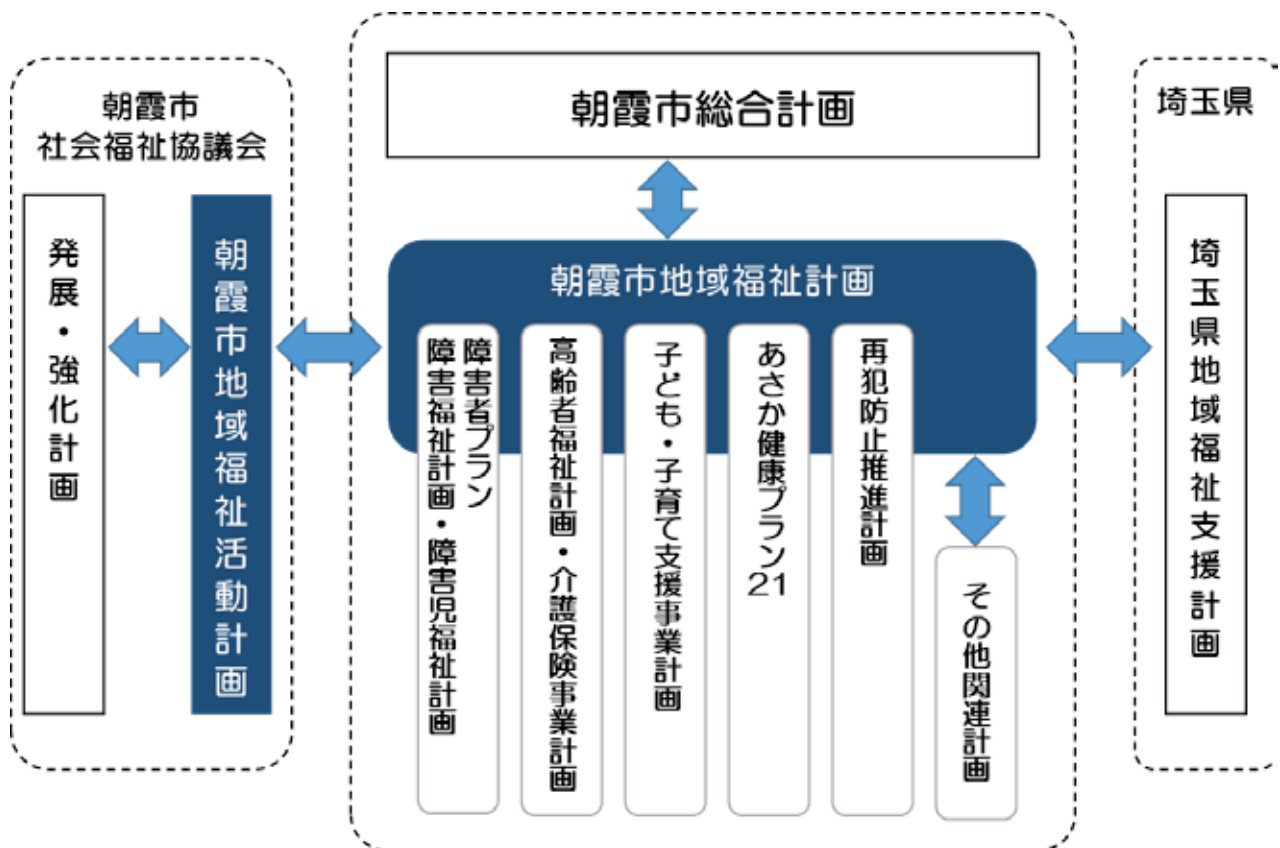 朝霞市
社会福祉協議会
発展・強化計画
朝霞市地域福祉活動計画
朝霞市総合計画
朝霞市地域福祉計画
障害者プラン
障害福祉計画・障害児福祉計画
高齢者福祉計画・介護保険事業計画
子ども・子育て支援事業計画
あさか健康プラン21
再犯防止推進計画
その他関連計画
埼玉県
埼玉県地域福祉支援計画